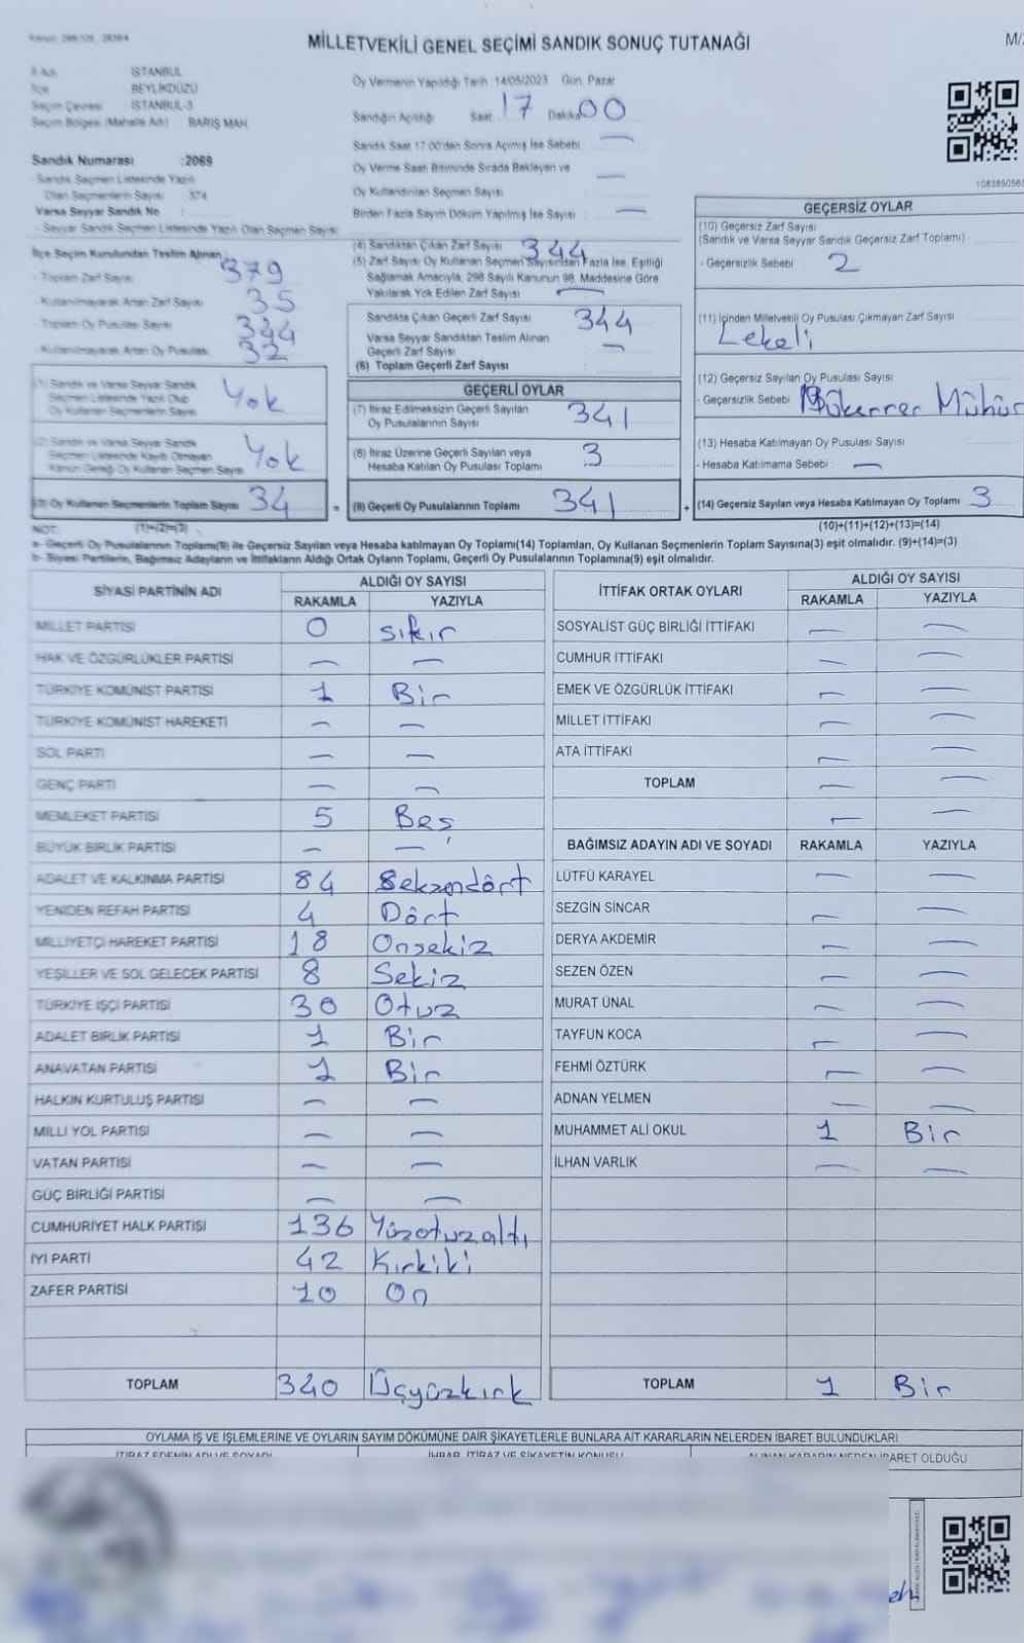 MİLLETVEKİLİ GENEL SEÇİMİ SANDIK SONUÇ TUTANAĞI
İSTANBUL
İlçe BEYLİKDÜZÜ
Seçim Çevresi İSTANBUL-3
Seçim Bölgesi (Mahalle Adı) BARIŞ MAH
Sandık Numarası :2069
Sandık Seçmen Listesinde Yazılı
Olan Seçmenlerin Sayısı 374
Varsa Seyyar Sandık No
Seyyar Sandık Seçmen Listesinde Yazılı Olan Seçmen Sayısı
Oy Vermenin Yapıldığı Tarih :14/05/2023 Gün: Pazar
Sandığın Açıldığı Saat 17 Dakika 00
Sandık Saat 17:00'den Sonra Açılmış İse Sebebi —
Oy Verme Saati Bitiminde Sırada Bekleyen ve
Oy Kullandırılan Seçmen Sayısı —
Birden Fazla Sayım Döküm Yapılmış İse Sayısı —
İlçe Seçim Kurulundan Teslim Alınan
Toplam Zarf Sayısı 379
Kullanılmayarak Artan Zarf Sayısı 35
Toplam Oy Pusulası Sayısı 344
Kullanılmayarak Artan Oy Pusulası 32
(1) Sandık ve Varsa Seyyar Sandık
Seçmen Listesinde Yazılı Olup
Oy Kullanan Seçmenlerin Sayısı Yok
(2) Sandık ve Varsa Seyyar Sandık
Seçmen Listesinde Kayıtlı Olmayan
Kanun Gereği Oy Kullanan Seçmen Sayısı Yok
(3) Oy Kullanan Seçmenlerin Toplam Sayısı 34
(4) Sandıktan Çıkan Zarf Sayısı 344
(5) Zarf Sayısı Oy Kullanan Seçmen Sayısından Fazla İse, Eşitliği
Sağlamak Amacıyla, 298 Sayılı Kanunun 98. Maddesine Göre
Yakılarak Yok Edilen Zarf Sayısı —
Sandıkta Çıkan Geçerli Zarf Sayısı 344
Varsa Seyyar Sandıktan Teslim Alınan
Geçerli Zarf Sayısı —
(6) Toplam Geçerli Zarf Sayısı
GEÇERLİ OYLAR
(7) İtiraz Edilmeksizin Geçerli Sayılan
Oy Pusulalarının Sayısı 341
(8) İtiraz Üzerine Geçerli Sayılan veya
Hesaba Katılan Oy Pusulası Toplamı 3
= (9) Geçerli Oy Pusulalarının Toplamı 341
GEÇERSİZ OYLAR
(10) Geçersiz Zarf Sayısı
(Sandık ve Varsa Seyyar Sandık Geçersiz Zarf Toplamı)
- Geçersizlik Sebebi 2
(11) İçinden Milletvekili Oy Pusulası Çıkmayan Zarf Sayısı
Lekeli
(12) Geçersiz Sayılan Oy Pusulası Sayısı
- Geçersizlik Sebebi Mükerrer Mühür
(13) Hesaba Katılmayan Oy Pusulası Sayısı
- Hesaba Katılmama Sebebi —
+ (14) Geçersiz Sayılan veya Hesaba Katılmayan Oy Toplamı 3
NOT: (1)+(2)=(3) (10)+(11)+(12)+(13)=(14)
a- Geçerli Oy Pusulalarının Toplamı(9) ile Geçersiz Sayılan veya Hesaba katılmayan Oy Toplamı(14) Toplamları, Oy Kullanan Seçmenlerin Toplam Sayısına(3) eşit olmalıdır. (9)+(14)=(3)
b- Siyasi Partilerin, Bağımsız Adayların ve İttifakların Aldığı Ortak Oyların Toplamı, Geçerli Oy Pusulalarının Toplamına(9) eşit olmalıdır.
SİYASİ PARTİNİN ADI ALDIĞI OY SAYISI
RAKAMLA YAZIYLA
MİLLET PARTİSİ 0 sıfır
HAK VE ÖZGÜRLÜKLER PARTİSİ — —
TÜRKİYE KOMÜNİST PARTİSİ 1 Bir
TÜRKİYE KOMÜNİST HAREKETİ — —
SOL PARTİ — —
GENÇ PARTİ — —
MEMLEKET PARTİSİ 5 Beş
BÜYÜK BİRLİK PARTİSİ — —
ADALET VE KALKINMA PARTİSİ 84 Seksendört
YENİDEN REFAH PARTİSİ 4 Dört
MİLLİYETÇİ HAREKET PARTİSİ 18 Onsekiz
YEŞİLLER VE SOL GELECEK PARTİSİ 8 Sekiz
TÜRKİYE İŞÇİ PARTİSİ 30 Otuz
ADALET BİRLİK PARTİSİ 1 Bir
ANAVATAN PARTİSİ 1 Bir
HALKIN KURTULUŞ PARTİSİ — —
MİLLİ YOL PARTİSİ — —
VATAN PARTİSİ — —
GÜÇ BİRLİĞİ PARTİSİ — —
CUMHURİYET HALK PARTİSİ 136 Yüzotuzaltı
İYİ PARTİ 42 Kırkiki
ZAFER PARTİSİ 10 On
TOPLAM 340 Üçyüzkırk
İTTİFAK ORTAK OYLARI ALDIĞI OY SAYISI
RAKAMLA YAZIYLA
SOSYALİST GÜÇ BİRLİĞİ İTTİFAKI — —
CUMHUR İTTİFAKI — —
EMEK VE ÖZGÜRLÜK İTTİFAKI — —
MİLLET İTTİFAKI — —
ATA İTTİFAKI — —
TOPLAM — —
— —
BAĞIMSIZ ADAYIN ADI VE SOYADI RAKAMLA YAZIYLA
LÜTFÜ KARAYEL — —
SEZGİN SİNCAR — —
DERYA AKDEMİR — —
SEZEN ÖZEN — —
MURAT ÜNAL — —
TAYFUN KOCA — —
FEHMİ ÖZTÜRK — —
ADNAN YELMEN — —
MUHAMMET ALİ OKUL 1 Bir
İLHAN VARLIK — —
TOPLAM 1 Bir
OYLAMA İŞ VE İŞLEMLERİNE VE OYLARIN SAYIM DÖKÜMÜNE DAİR ŞİKAYETLERLE BUNLARA AİT KARARLARIN NELERDEN İBARET BULUNDUKLARI
İTİRAZ EDENİN ADI VE SOYADI İHBAR, İTİRAZ VE ŞİKAYETİN KONUSU ALINAN KARARIN NEDEN İBARET OLDUĞU